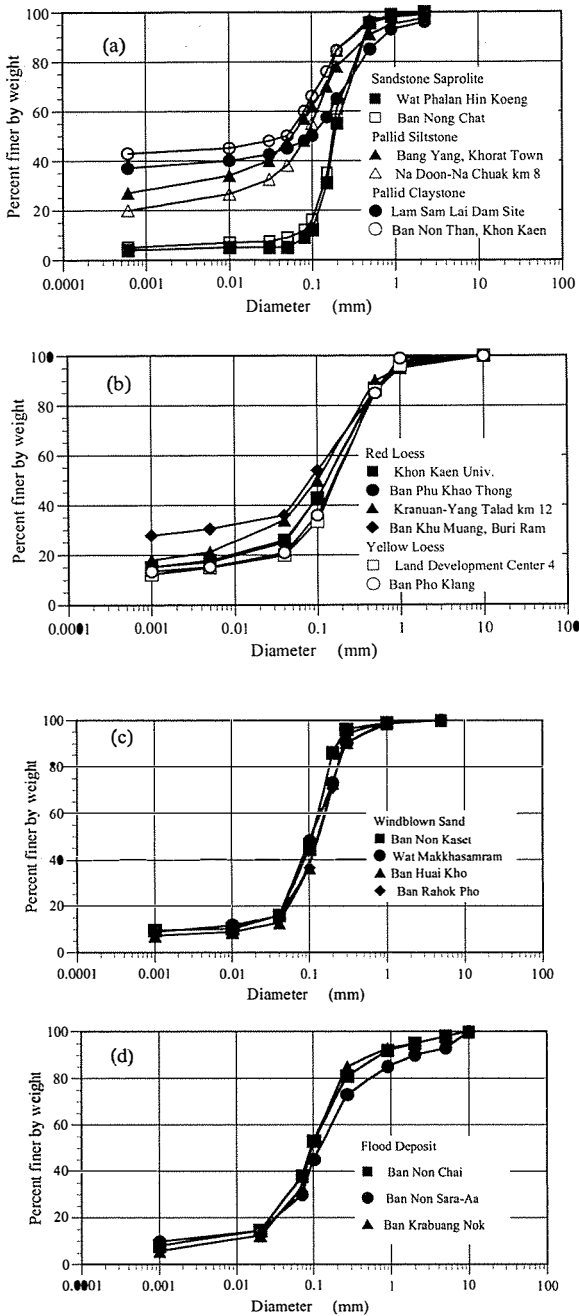 (a)
Percent finer by weight
100
80
60
40
20
0
Sandstone Saprolite
Wat Phalan Hin Koeng
Ban Nong Chat
Pallid Siltstone
Bang Yang, Khorat Town
Na Doon-Na Chuak km 8
Pallid Claystone
Lam Sam Lai Dam Site
Ban Non Than, Khon Kaen
0.0001 0.001 0.01 0.1 1 10 100
Diameter (mm)
(b)
Percent finer by weight
100
80
60
40
20
0
Red Loess
Khon Kaen Univ.
Ban Phu Khao Thong
Kranuan-Yang Talad km 12
Ban Khu Muang, Buri Ram
Yellow Loess
Land Development Center 4
Ban Pho Klang
0.0001 0.001 0.01 0.1 1 10 100
Diameter (mm)
(c)
Percent finer by weight
100
80
60
40
20
0
Windblown Sand
Ban Non Kaset
Wat Makkhasamram
Ban Huai Kho
Ban Rahok Pho
0.0001 0.001 0.01 0.1 1 10 100
Diameter (mm)
(d)
Percent finer by weight
100
80
60
40
20
0
Flood Deposit
Ban Non Chai
Ban Non Sara-Aa
Ban Krabuang Nok
0.0001 0.001 0.01 0.1 1 10 100
Diameter (mm)